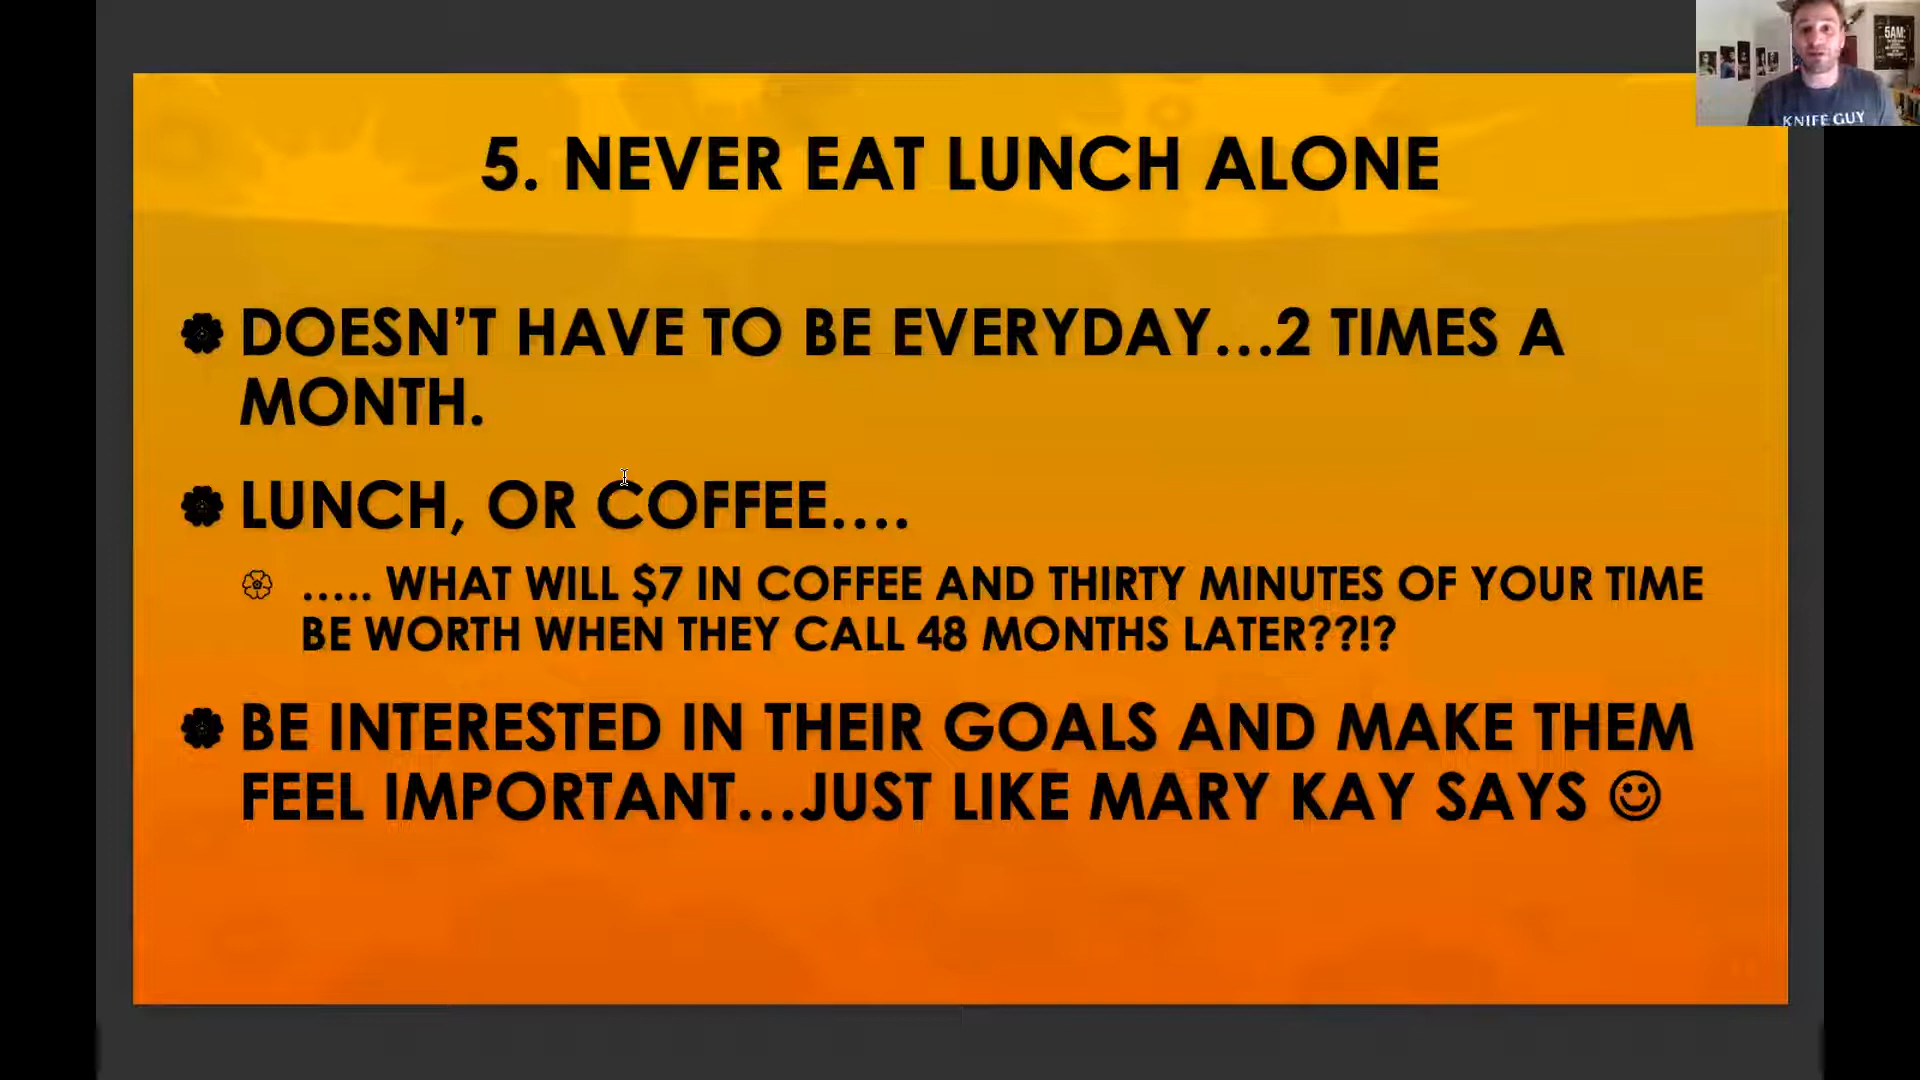 5AM:
KNIFE GUY
5. NEVER EAT LUNCH ALONE
DOESN’T HAVE TO BE EVERYDAY…2 TIMES A
MONTH.
LUNCH, OR COFFEE….
….. WHAT WILL $7 IN COFFEE AND THIRTY MINUTES OF YOUR TIME
BE WORTH WHEN THEY CALL 48 MONTHS LATER??!?
BE INTERESTED IN THEIR GOALS AND MAKE THEM
FEEL IMPORTANT…JUST LIKE MARY KAY SAYS ☺